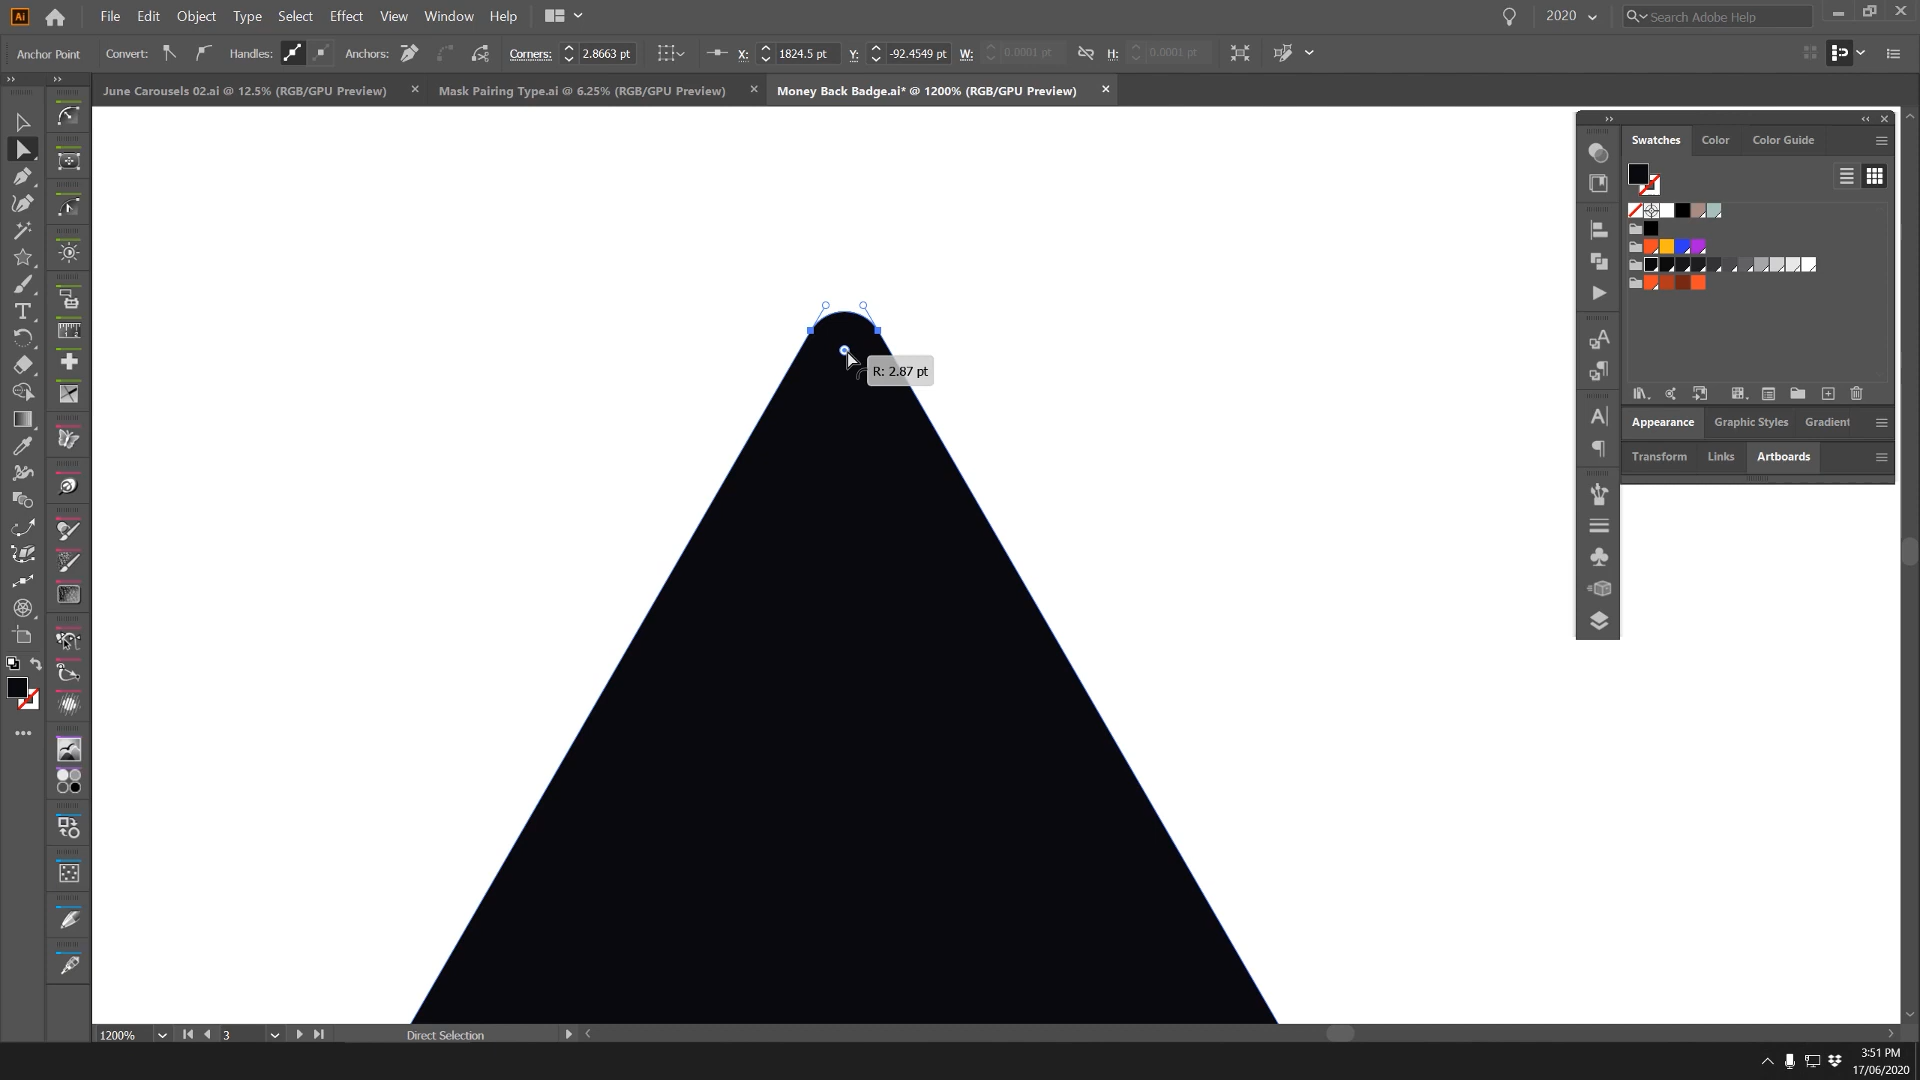 Ai File Edit Object Type Select Effect View Window Help 2020 Search Adobe Help
Anchor Point Convert: Handles: Anchors: Corners: 2.8663 pt X: 1824.5 pt Y: -92.4549 pt W: 0.0001 pt H: 0.0001 pt
June Carousels 02.ai @ 12.5% (RGB/GPU Preview) Mask Pairing Type.ai @ 6.25% (RGB/GPU Preview) Money Back Badge.ai* @ 1200% (RGB/GPU Preview)
Swatches Color Color Guide
R: 2.87 pt
Appearance Graphic Styles Gradient
Transform Links Artboards
1200% 3 Direct Selection
3:51 PM
17/06/2020